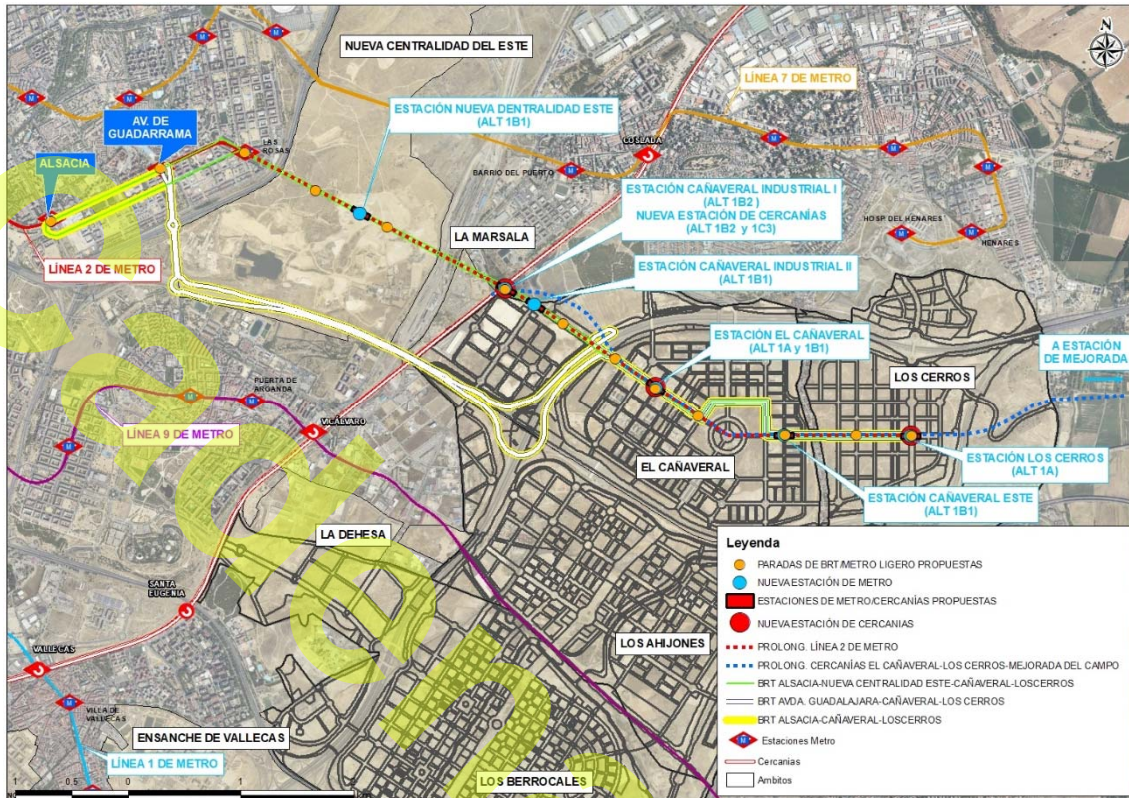 NUEVA CENTRALIDAD DEL ESTE
N
LÍNEA 7 DE METRO
ESTACIÓN NUEVA DENTRALIDAD ESTE
(ALT 1B1)
AV. DE
GUADARRAMA
LAS
ROSAS
ALSACIA
COSLADA
BARRIO DEL PUERTO
ESTACIÓN CAÑAVERAL INDUSTRIAL I
(ALT 1B2 )
NUEVA ESTACIÓN DE CERCANÍAS
(ALT 1B2 y 1C3)
HOSP DEL HENARES
HENARES
LA MARSALA
LÍNEA 2 DE METRO
ESTACIÓN CAÑAVERAL INDUSTRIAL II
(ALT 1B1)
ESTACIÓN EL CAÑAVERAL
(ALT 1A y 1B1)
A ESTACIÓN
DE MEJORADA
LOS CERROS
PUERTA DE
ARGANDA
VICÁLVARO
LÍNEA 9 DE METRO
EL CAÑAVERAL
ESTACIÓN LOS CERROS
(ALT 1A)
ESTACIÓN CAÑAVERAL ESTE
(ALT 1B1)
LA DEHESA
SANTA
EUGENIA
LOS AHIJONES
VALLECAS
VILLA DE
VALLECAS
ENSANCHE DE VALLECAS
LÍNEA 1 DE METRO
LOS BERROCALES
1 0.5 0 1
Leyenda
PARADAS DE BRT/METRO LIGERO PROPUESTAS
NUEVA ESTACIÓN DE METRO
ESTACIONES DE METRO/CERCANÍAS PROPUESTAS
NUEVA ESTACIÓN DE CERCANIAS
PROLONG. LÍNEA 2 DE METRO
PROLONG. CERCANÍAS EL CAÑAVERAL-LOS CERROS-MEJORADA DEL CAMPO
BRT ALSACIA-NUEVA CENTRALIDAD ESTE-CAÑAVERAL-LOSCERROS
BRT AVDA. GUADALAJARA-CAÑAVERAL-LOS CERROS
BRT ALSACIA-CAÑAVERAL-LOSCERROS
Estaciones Metro
Cercanias
Ambitos